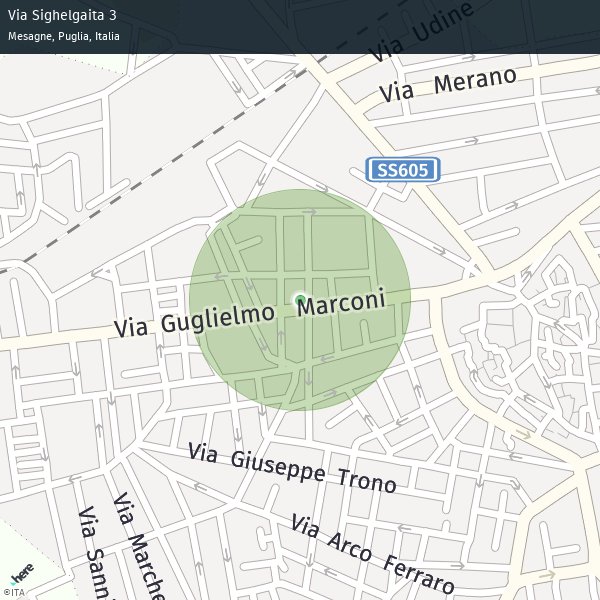 Via Sighelgaita 3
Mesagne, Puglia, Italia
Via Udine
Via Merano
SS605
Via Guglielmo Marconi
Via Giuseppe Trono
Via Arco Ferraro
Via Marche
Via Sann
here
©ITA